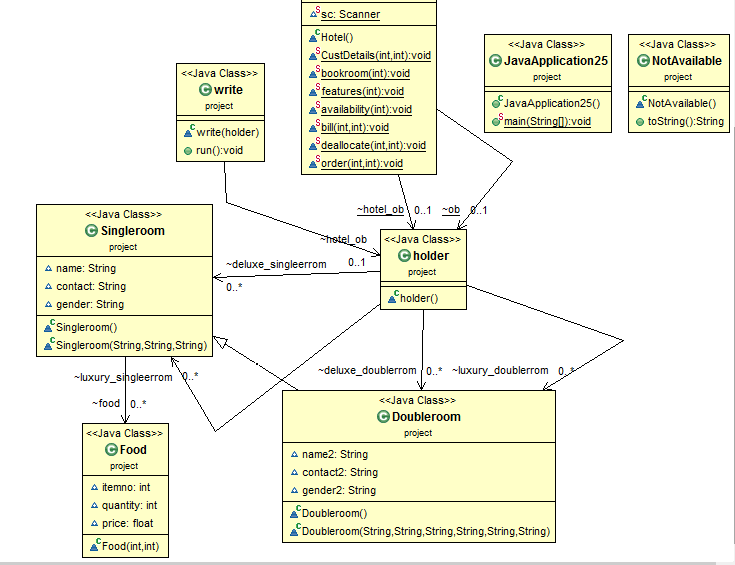 sc: Scanner
Hotel()
CustDetails(int,int):void
bookroom(int):void
features(int):void
availability(int):void
bill(int,int):void
deallocate(int,int):void
order(int,int):void
<<Java Class>>
JavaApplication25
project
JavaApplication25()
main(String[]):void
<<Java Class>>
NotAvailable
project
NotAvailable()
toString():String
<<Java Class>>
write
project
write(holder)
run():void
~hotel_ob 0..1
~ob 0..1
~hotel_ob
0..1
<<Java Class>>
Singleroom
project
name: String
contact: String
gender: String
Singleroom()
Singleroom(String,String,String)
~deluxe_singleerrom
0..*
<<Java Class>>
holder
project
holder()
~luxury_singleerrom 0..*
~food 0..*
~deluxe_doublerrom 0..*
~luxury_doublerrom 0..*
<<Java Class>>
Food
project
itemno: int
quantity: int
price: float
Food(int,int)
<<Java Class>>
Doubleroom
project
name2: String
contact2: String
gender2: String
Doubleroom()
Doubleroom(String,String,String,String,String,String)